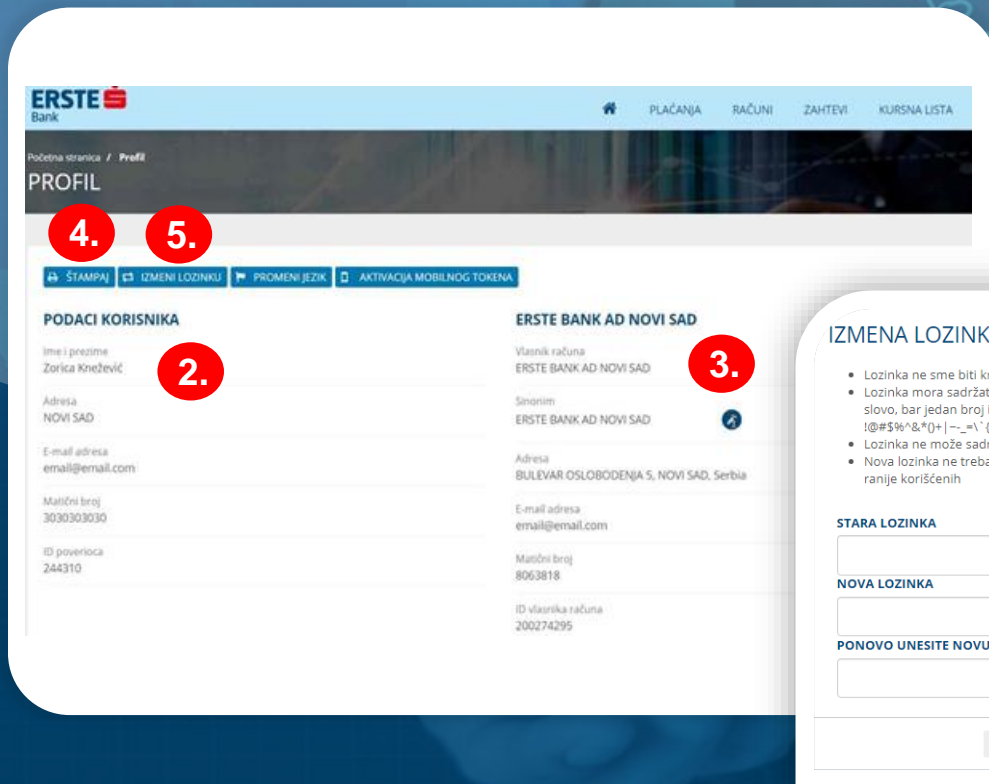 ERSTE
Bank
PLAĆANJA RAČUNI ZAHTEVI KURSNA LISTA
Početna stranica / Profil
PROFIL
4. 5.
ŠTAMPAJ IZMENI LOZINKU PROMENI JEZIK AKTIVACIJA MOBILNOG TOKENA
PODACI KORISNIKA
Ime i prezime
Zorica Knežević
2.
Adresa
NOVI SAD
E-mail adresa
email@email.com
Matični broj
3030303030
ID poverioca
244310
ERSTE BANK AD NOVI SAD
Vlasnik računa
ERSTE BANK AD NOVI SAD
3.
Sinonim
ERSTE BANK AD NOVI SAD
Adresa
BULEVAR OSLOBOĐENJA 5, NOVI SAD, Serbia
E-mail adresa
email@email.com
Matični broj
8063818
ID vlasnika računa
200274295
IZMENA LOZINK
Lozinka ne sme biti k
Lozinka mora sadržat
slovo, bar jedan broj i
!@#$%^&*()+|~-_=\`{
Lozinka ne može sadr
Nova lozinka ne treba
ranije korišćenih
STARA LOZINKA
NOVA LOZINKA
PONOVO UNESITE NOVU